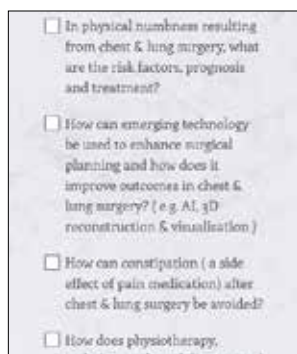 In physical numbness resulting
from chest & lung surgery, what
are the risk factors, prognosis
and treatment?
How can emerging technology
be used to enhance surgical
planning and how does it
improve outcomes in chest &
lung surgery? ( e.g. AI, 3D
reconstruction & visualisation )
How can constipation ( a side
effect of pain medication) after
chest & lung surgery be avoided?
How does physiotherapy,